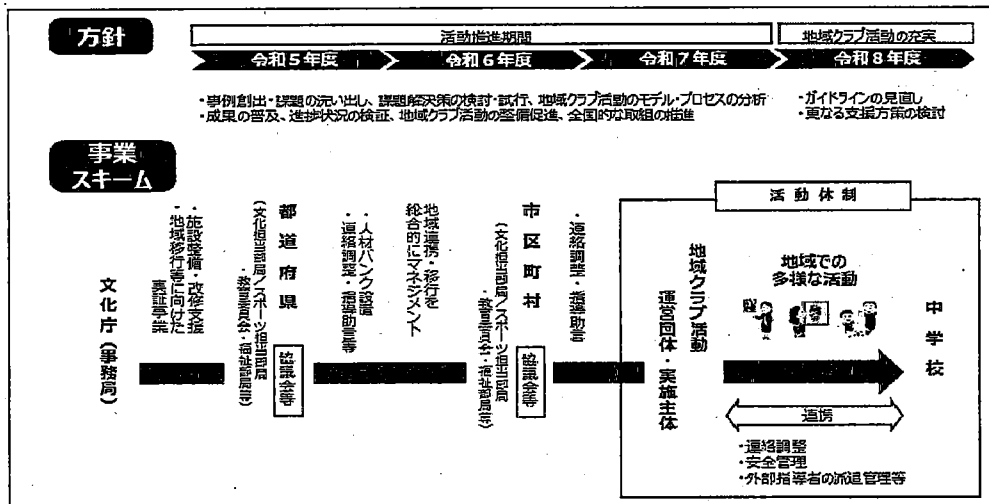 方針
活動推進期間
地域クラブ活動の充実
令和5年度
令和6年度
令和7年度
令和8年度
・事例創出・課題の洗い出し、課題解決策の検討・試行、地域クラブ活動のモデル・プロセスの分析
・成果の普及、進捗状況の検証、地域クラブ活動の整備促進、全国的な取組の推進
・ガイドラインの見直し
・更なる支援方策の検討
事業
スキーム
文化庁(事務局)
・施設整備・改修支援
・地域移行等に向けた
実証事業
都道府県
(文化担当部局/スポーツ担当部局
・教育委員会・福祉部局等)
協議会等
・人材バンク設置
・連絡調整・指導助言等
地域連携・移行を
総合的にマネジメント
市区町村
(文化担当部局/スポーツ担当部局
・教育委員会・福祉部局等)
協議会等
・連絡調整・指導助言
活動体制
地域クラブ活動
運営団体・実施主体
地域での
多様な活動
中学校
連携
・連絡調整
・安全管理
・外部指導者の派遣管理等